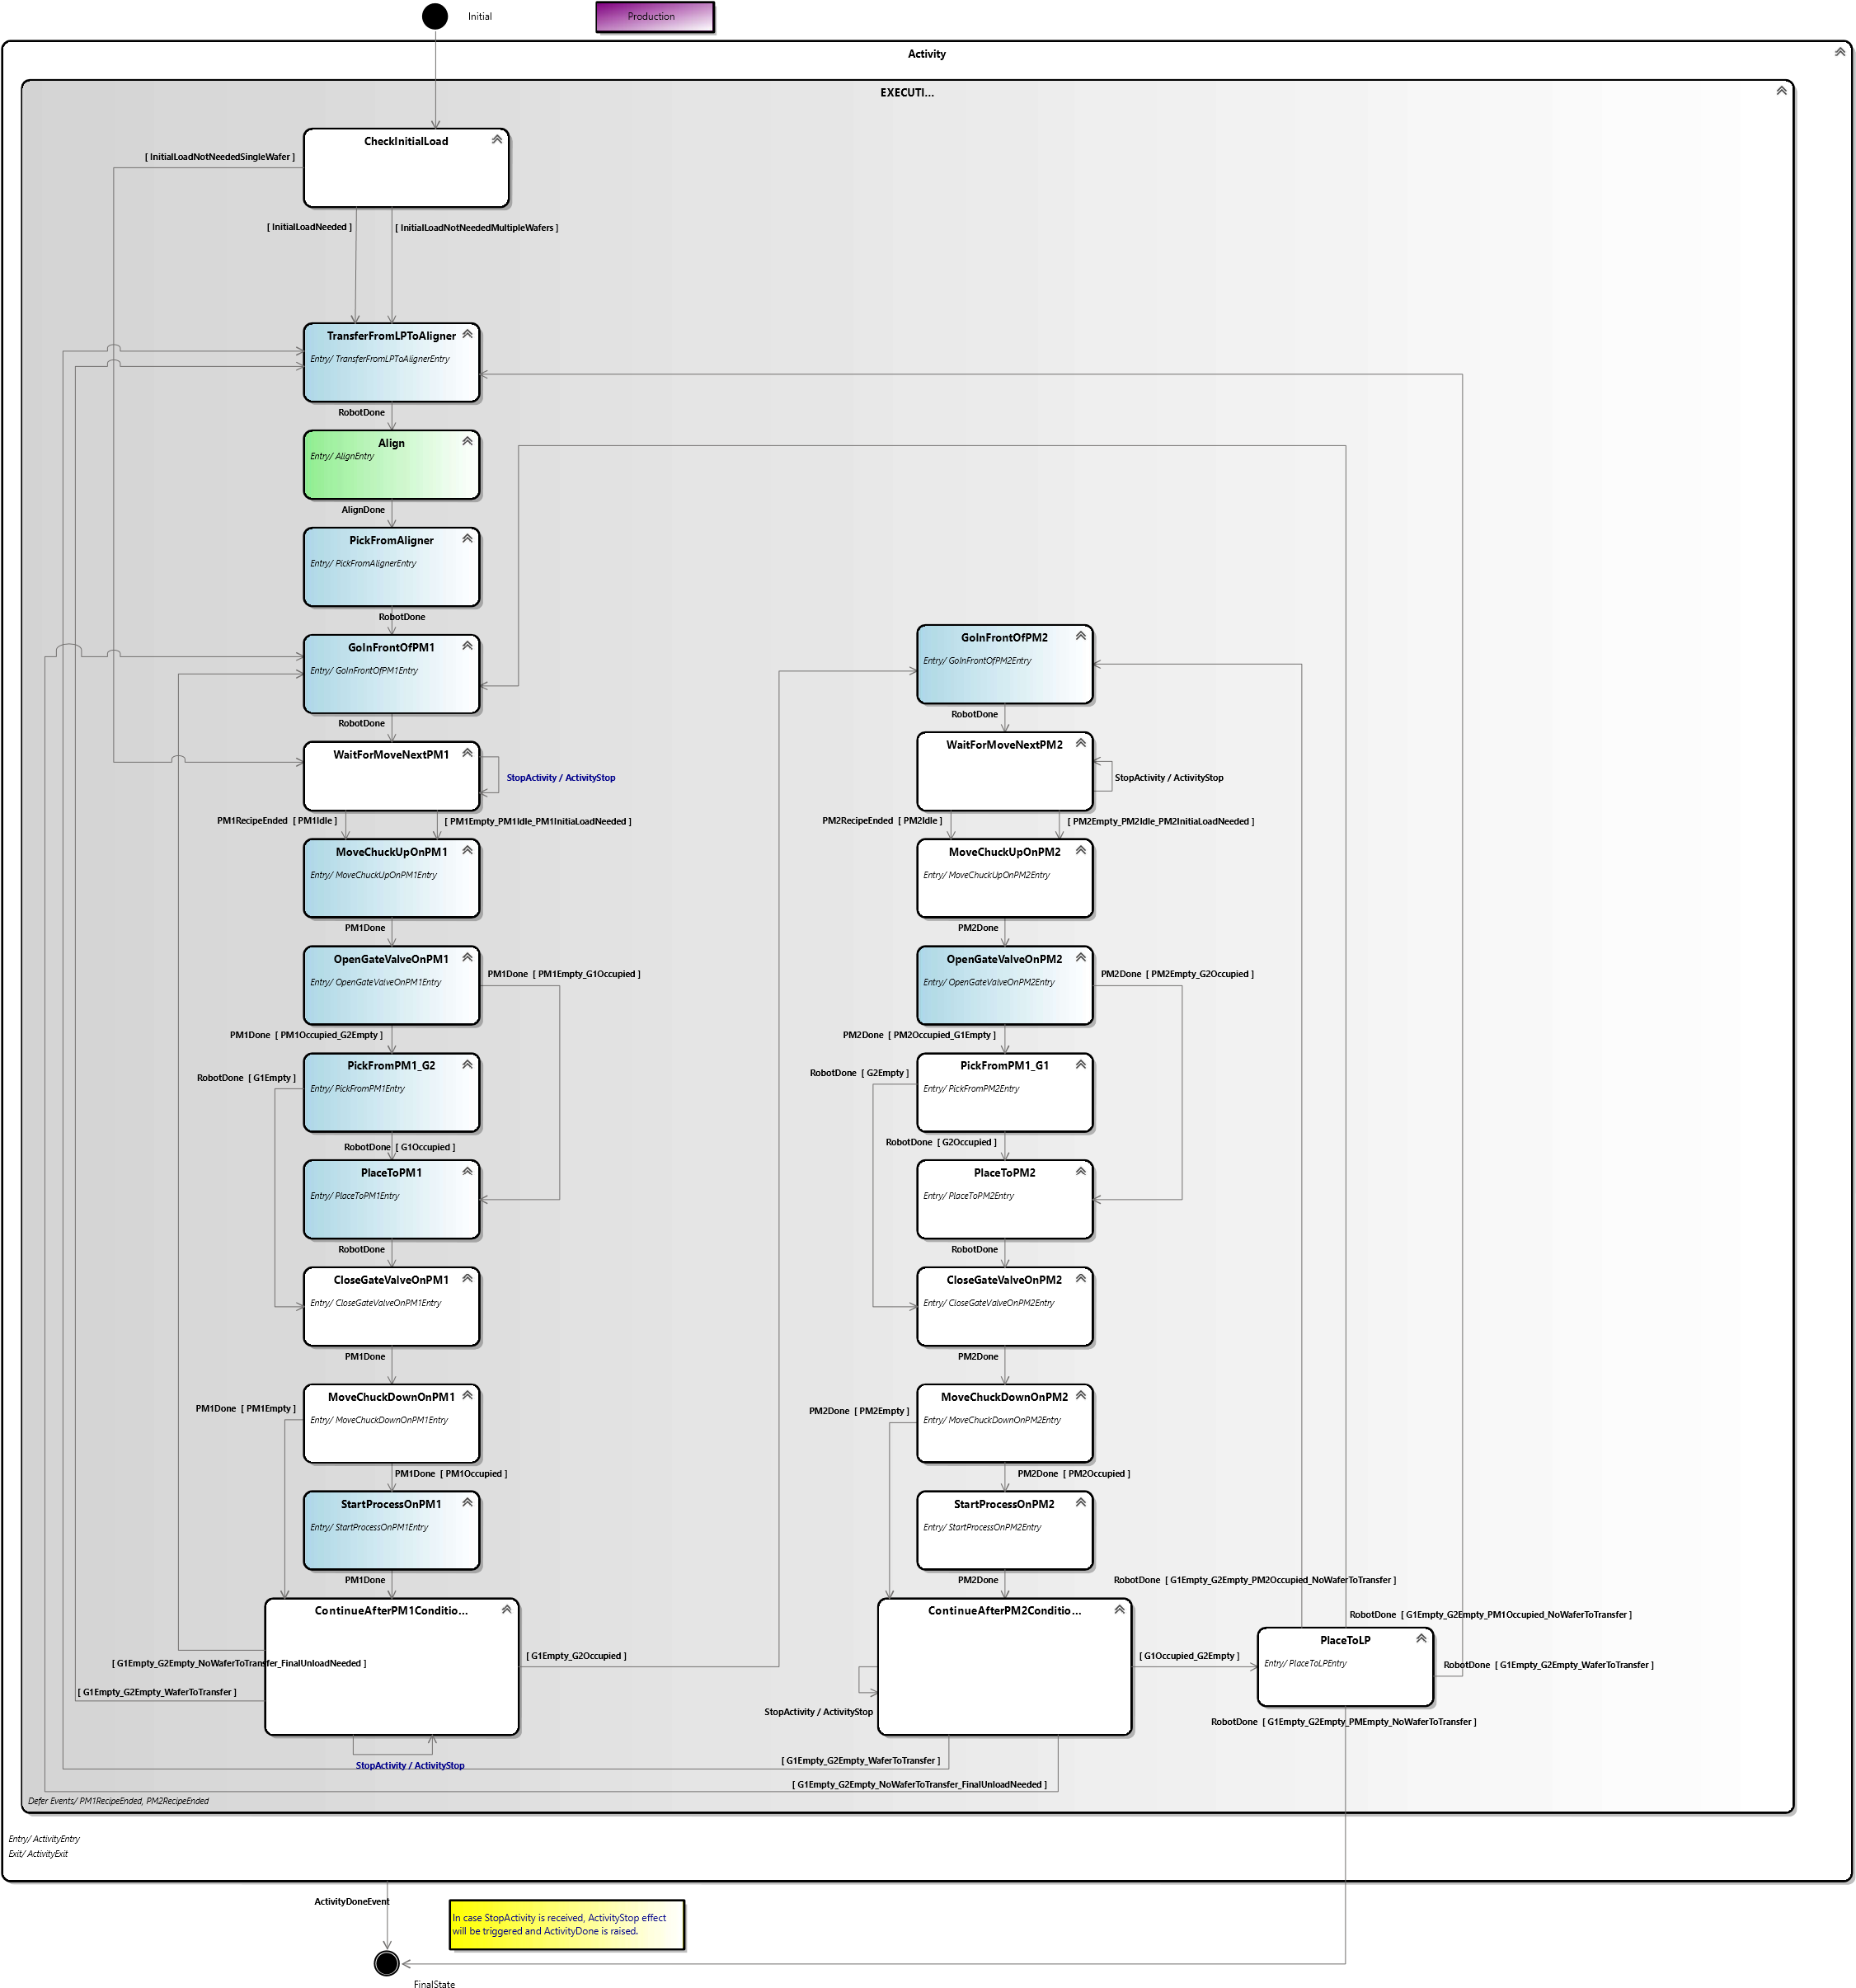 Initial
Production
Activity
EXECUTI...
CheckInitialLoad
[ InitialLoadNotNeededSingleWafer ]
[ InitialLoadNeeded ]
[ InitialLoadNotNeededMultipleWafers ]
TransferFromLPToAligner
Entry/ TransferFromLPToAlignerEntry
RobotDone
Align
Entry/ AlignEntry
AlignDone
PickFromAligner
Entry/ PickFromAlignerEntry
RobotDone
GoInFrontOfPM1
Entry/ GoInFrontOfPM1Entry
RobotDone
WaitForMoveNextPM1
StopActivity / ActivityStop
PM1RecipeEnded [ PM1Idle ]
[ PM1Empty_PM1Idle_PM1InitiaLoadNeeded ]
MoveChuckUpOnPM1
Entry/ MoveChuckUpOnPM1Entry
PM1Done
OpenGateValveOnPM1
Entry/ OpenGateValveOnPM1Entry
PM1Done [ PM1Empty_G1Occupied ]
PM1Done [ PM1Occupied_G2Empty ]
PickFromPM1_G2
Entry/ PickFromPM1Entry
RobotDone [ G1Empty ]
RobotDone [ G1Occupied ]
PlaceToPM1
Entry/ PlaceToPM1Entry
RobotDone
CloseGateValveOnPM1
Entry/ CloseGateValveOnPM1Entry
PM1Done
MoveChuckDownOnPM1
Entry/ MoveChuckDownOnPM1Entry
PM1Done [ PM1Empty ]
PM1Done [ PM1Occupied ]
StartProcessOnPM1
Entry/ StartProcessOnPM1Entry
PM1Done
ContinueAfterPM1Conditio...
[ G1Empty_G2Empty_NoWaferToTransfer_FinalUnloadNeeded ]
[ G1Empty_G2Empty_WaferToTransfer ]
[ G1Empty_G2Occupied ]
StopActivity / ActivityStop
GoInFrontOfPM2
Entry/ GoInFrontOfPM2Entry
RobotDone
WaitForMoveNextPM2
StopActivity / ActivityStop
PM2RecipeEnded [ PM2Idle ]
[ PM2Empty_PM2Idle_PM2InitiaLoadNeeded ]
MoveChuckUpOnPM2
Entry/ MoveChuckUpOnPM2Entry
PM2Done
OpenGateValveOnPM2
Entry/ OpenGateValveOnPM2Entry
PM2Done [ PM2Empty_G2Occupied ]
PM2Done [ PM2Occupied_G1Empty ]
PickFromPM1_G1
Entry/ PickFromPM2Entry
RobotDone [ G2Empty ]
RobotDone [ G2Occupied ]
PlaceToPM2
Entry/ PlaceToPM2Entry
RobotDone
CloseGateValveOnPM2
Entry/ CloseGateValveOnPM2Entry
PM2Done
MoveChuckDownOnPM2
Entry/ MoveChuckDownOnPM2Entry
PM2Done [ PM2Empty ]
PM2Done [ PM2Occupied ]
StartProcessOnPM2
Entry/ StartProcessOnPM2Entry
PM2Done
RobotDone [ G1Empty_G2Empty_PM2Occupied_NoWaferToTransfer ]
ContinueAfterPM2Conditio...
StopActivity / ActivityStop
[ G1Occupied_G2Empty ]
RobotDone [ G1Empty_G2Empty_PM1Occupied_NoWaferToTransfer ]
PlaceToLP
Entry/ PlaceToLPEntry
RobotDone [ G1Empty_G2Empty_WaferToTransfer ]
RobotDone [ G1Empty_G2Empty_PMEmpty_NoWaferToTransfer ]
[ G1Empty_G2Empty_WaferToTransfer ]
[ G1Empty_G2Empty_NoWaferToTransfer_FinalUnloadNeeded ]
Defer Events/ PM1RecipeEnded, PM2RecipeEnded
Entry/ ActivityEntry
Exit/ ActivityExit
ActivityDoneEvent
In case StopActivity is received, ActivityStop effect
will be triggered and ActivityDone is raised.
FinalState